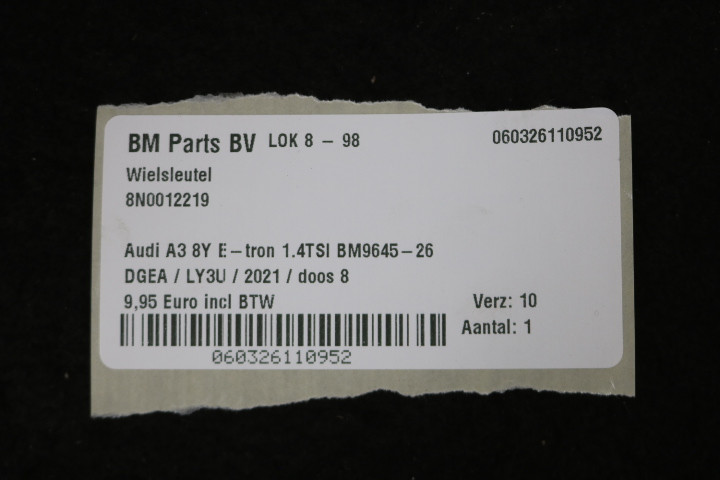 BM Parts BV LOK 8 - 98 060326110952
Wielsleutel
8N0012219
Audi A3 8Y E-tron 1.4TSI BM9645-26
DGEA / LY3U / 2021 / doos 8
9,95 Euro incl BTW Verz: 10
Aantal: 1
060326110952